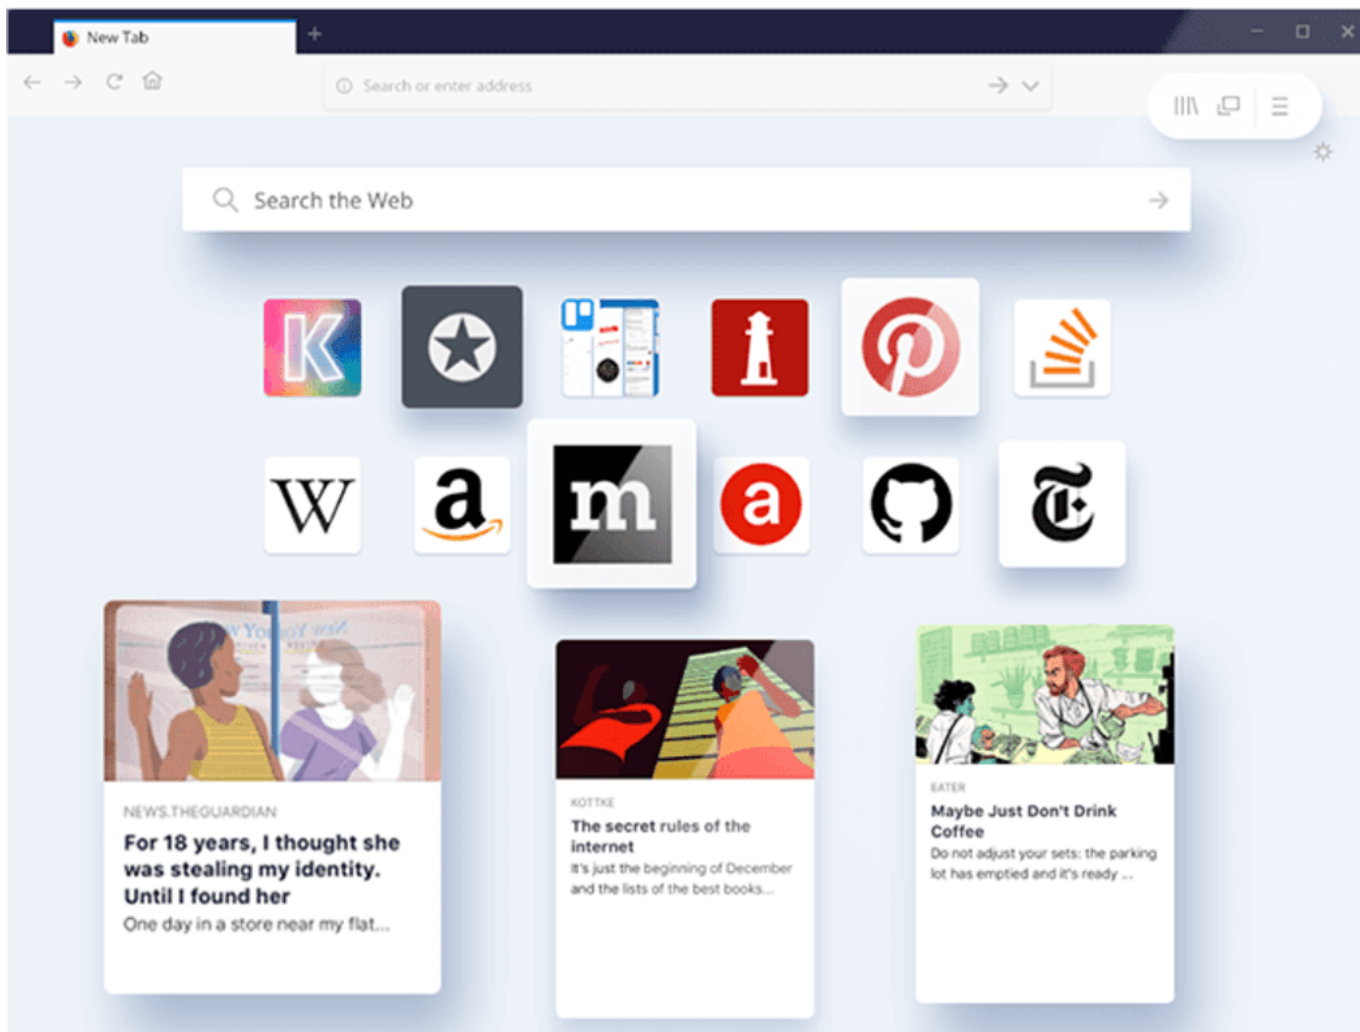 New Tab
Search or enter address
Search the Web
K
W
a
m
a
NEWS.THEGUARDIAN
For 18 years, I thought she
was stealing my identity.
Until I found her
One day in a store near my flat...
KOTTKE
The secret rules of the
internet
It's just the beginning of December
and the lists of the best books...
EATER
Maybe Just Don't Drink
Coffee
Do not adjust your sets: the parking
lot has emptied and it's ready ...